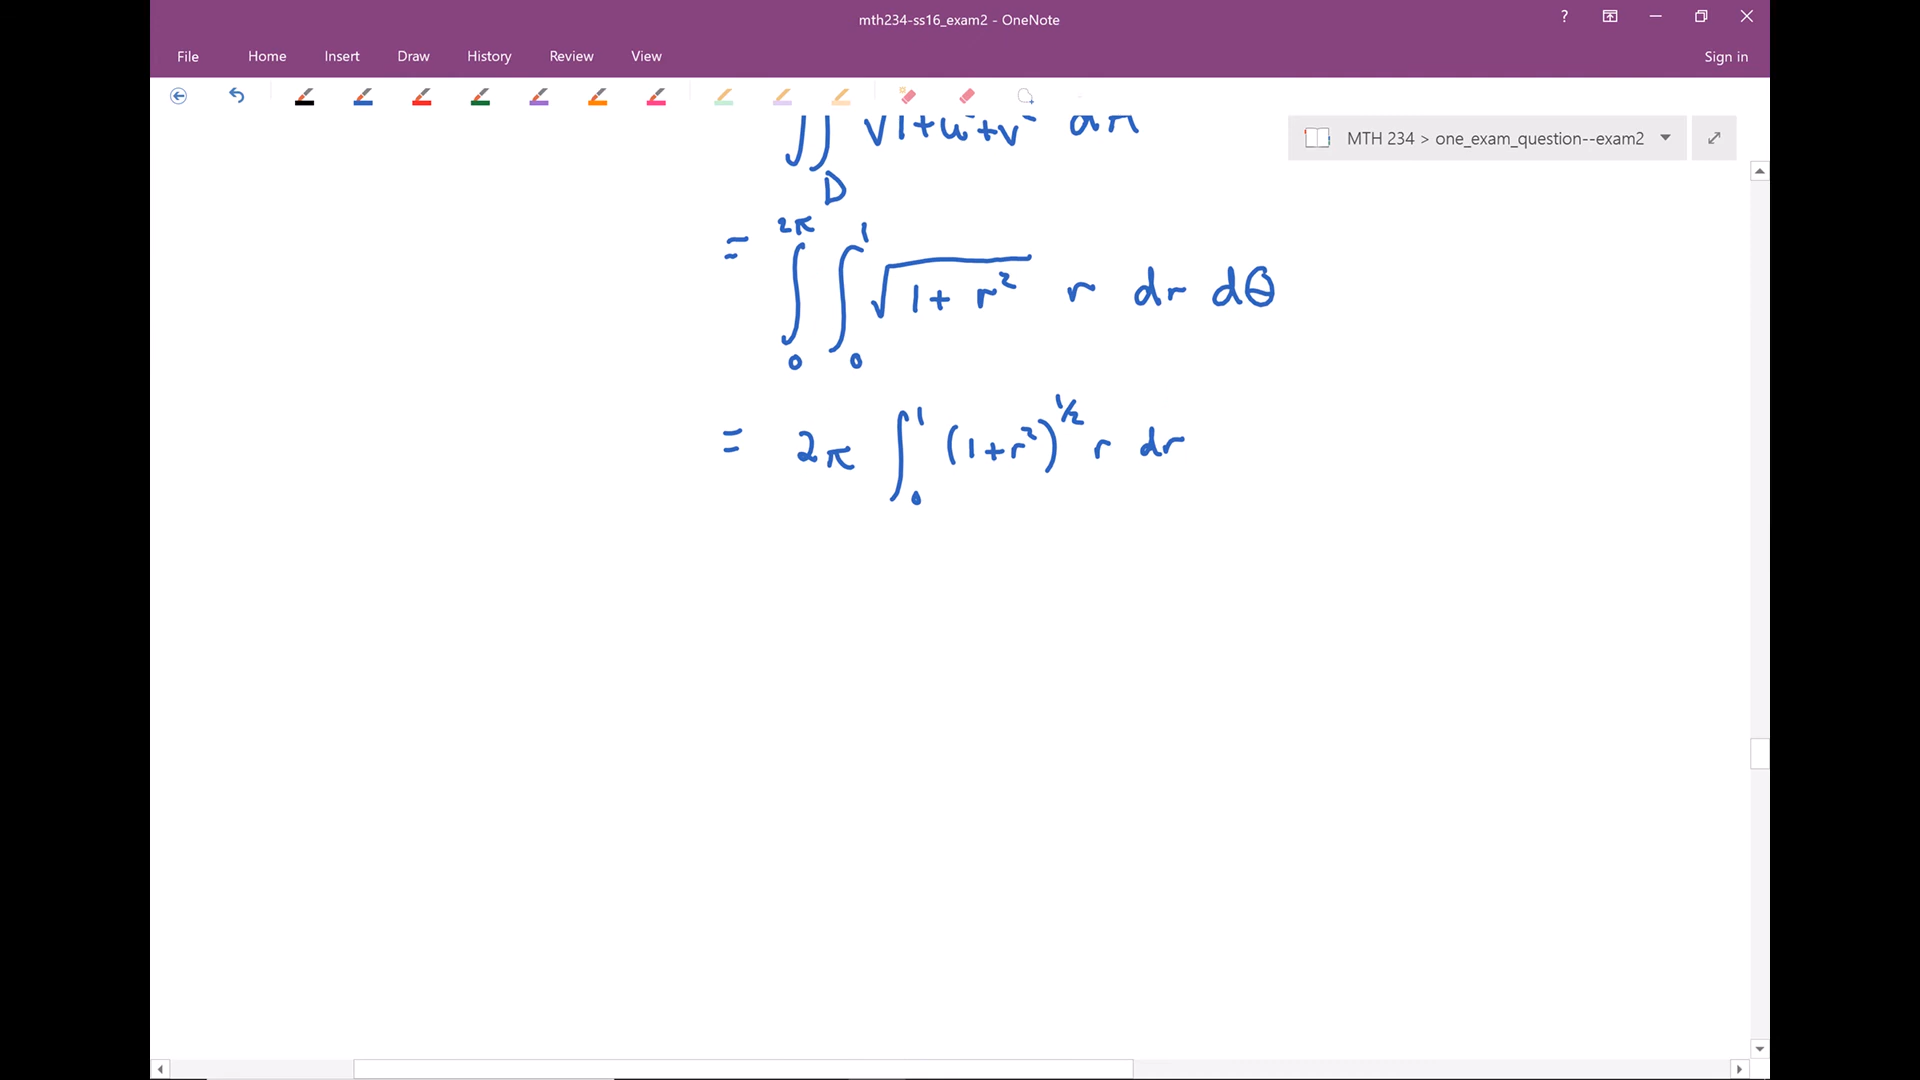 mth234-ss16_exam2 - OneNote
?
File Home Insert Draw History Review View Sign in
MTH 234 > one_exam_question--exam2
∬_D √1+u²+v² dA
= ∫₀^2π ∫₀^1 √(1 + r²) r dr dθ
= 2π ∫₀^1 (1+r²)^1/2 r dr